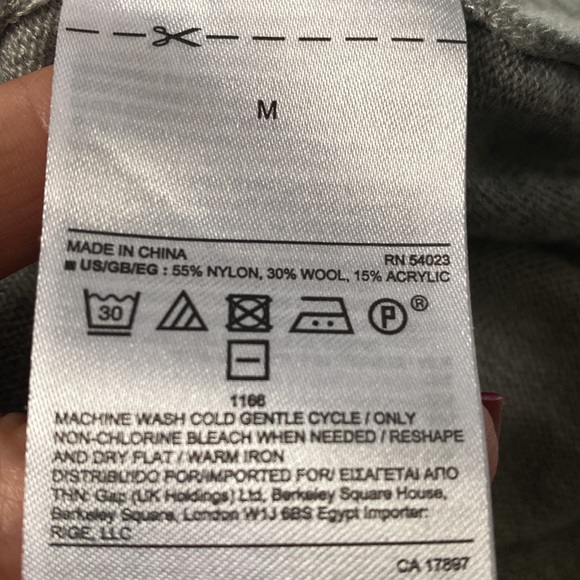 M
MADE IN CHINA
RN 54023
■ US/GB/EG : 55% NYLON, 30% WOOL, 15% ACRYLIC
30 P ®
1166
MACHINE WASH COLD GENTLE CYCLE / ONLY
NON-CHLORINE BLEACH WHEN NEEDED / RESHAPE
AND DRY FLAT / WARM IRON
DISTRIBUIDO POR/IMPORTED FOR/ ΕΙΣΑΓΕΤΑΙ ΑΠΟ
ΤΗΝ: Gap (UK Holdings) Ltd, Berkeley Square House,
Berkeley Square, London W1J 6BS Egypt Importer:
RIGE, LLC
CA 17897